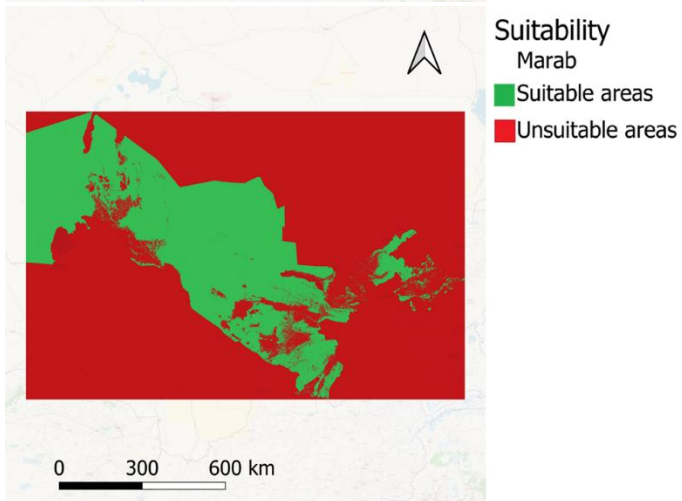 Suitability
Marab
Suitable areas
Unsuitable areas
0 300 600 km